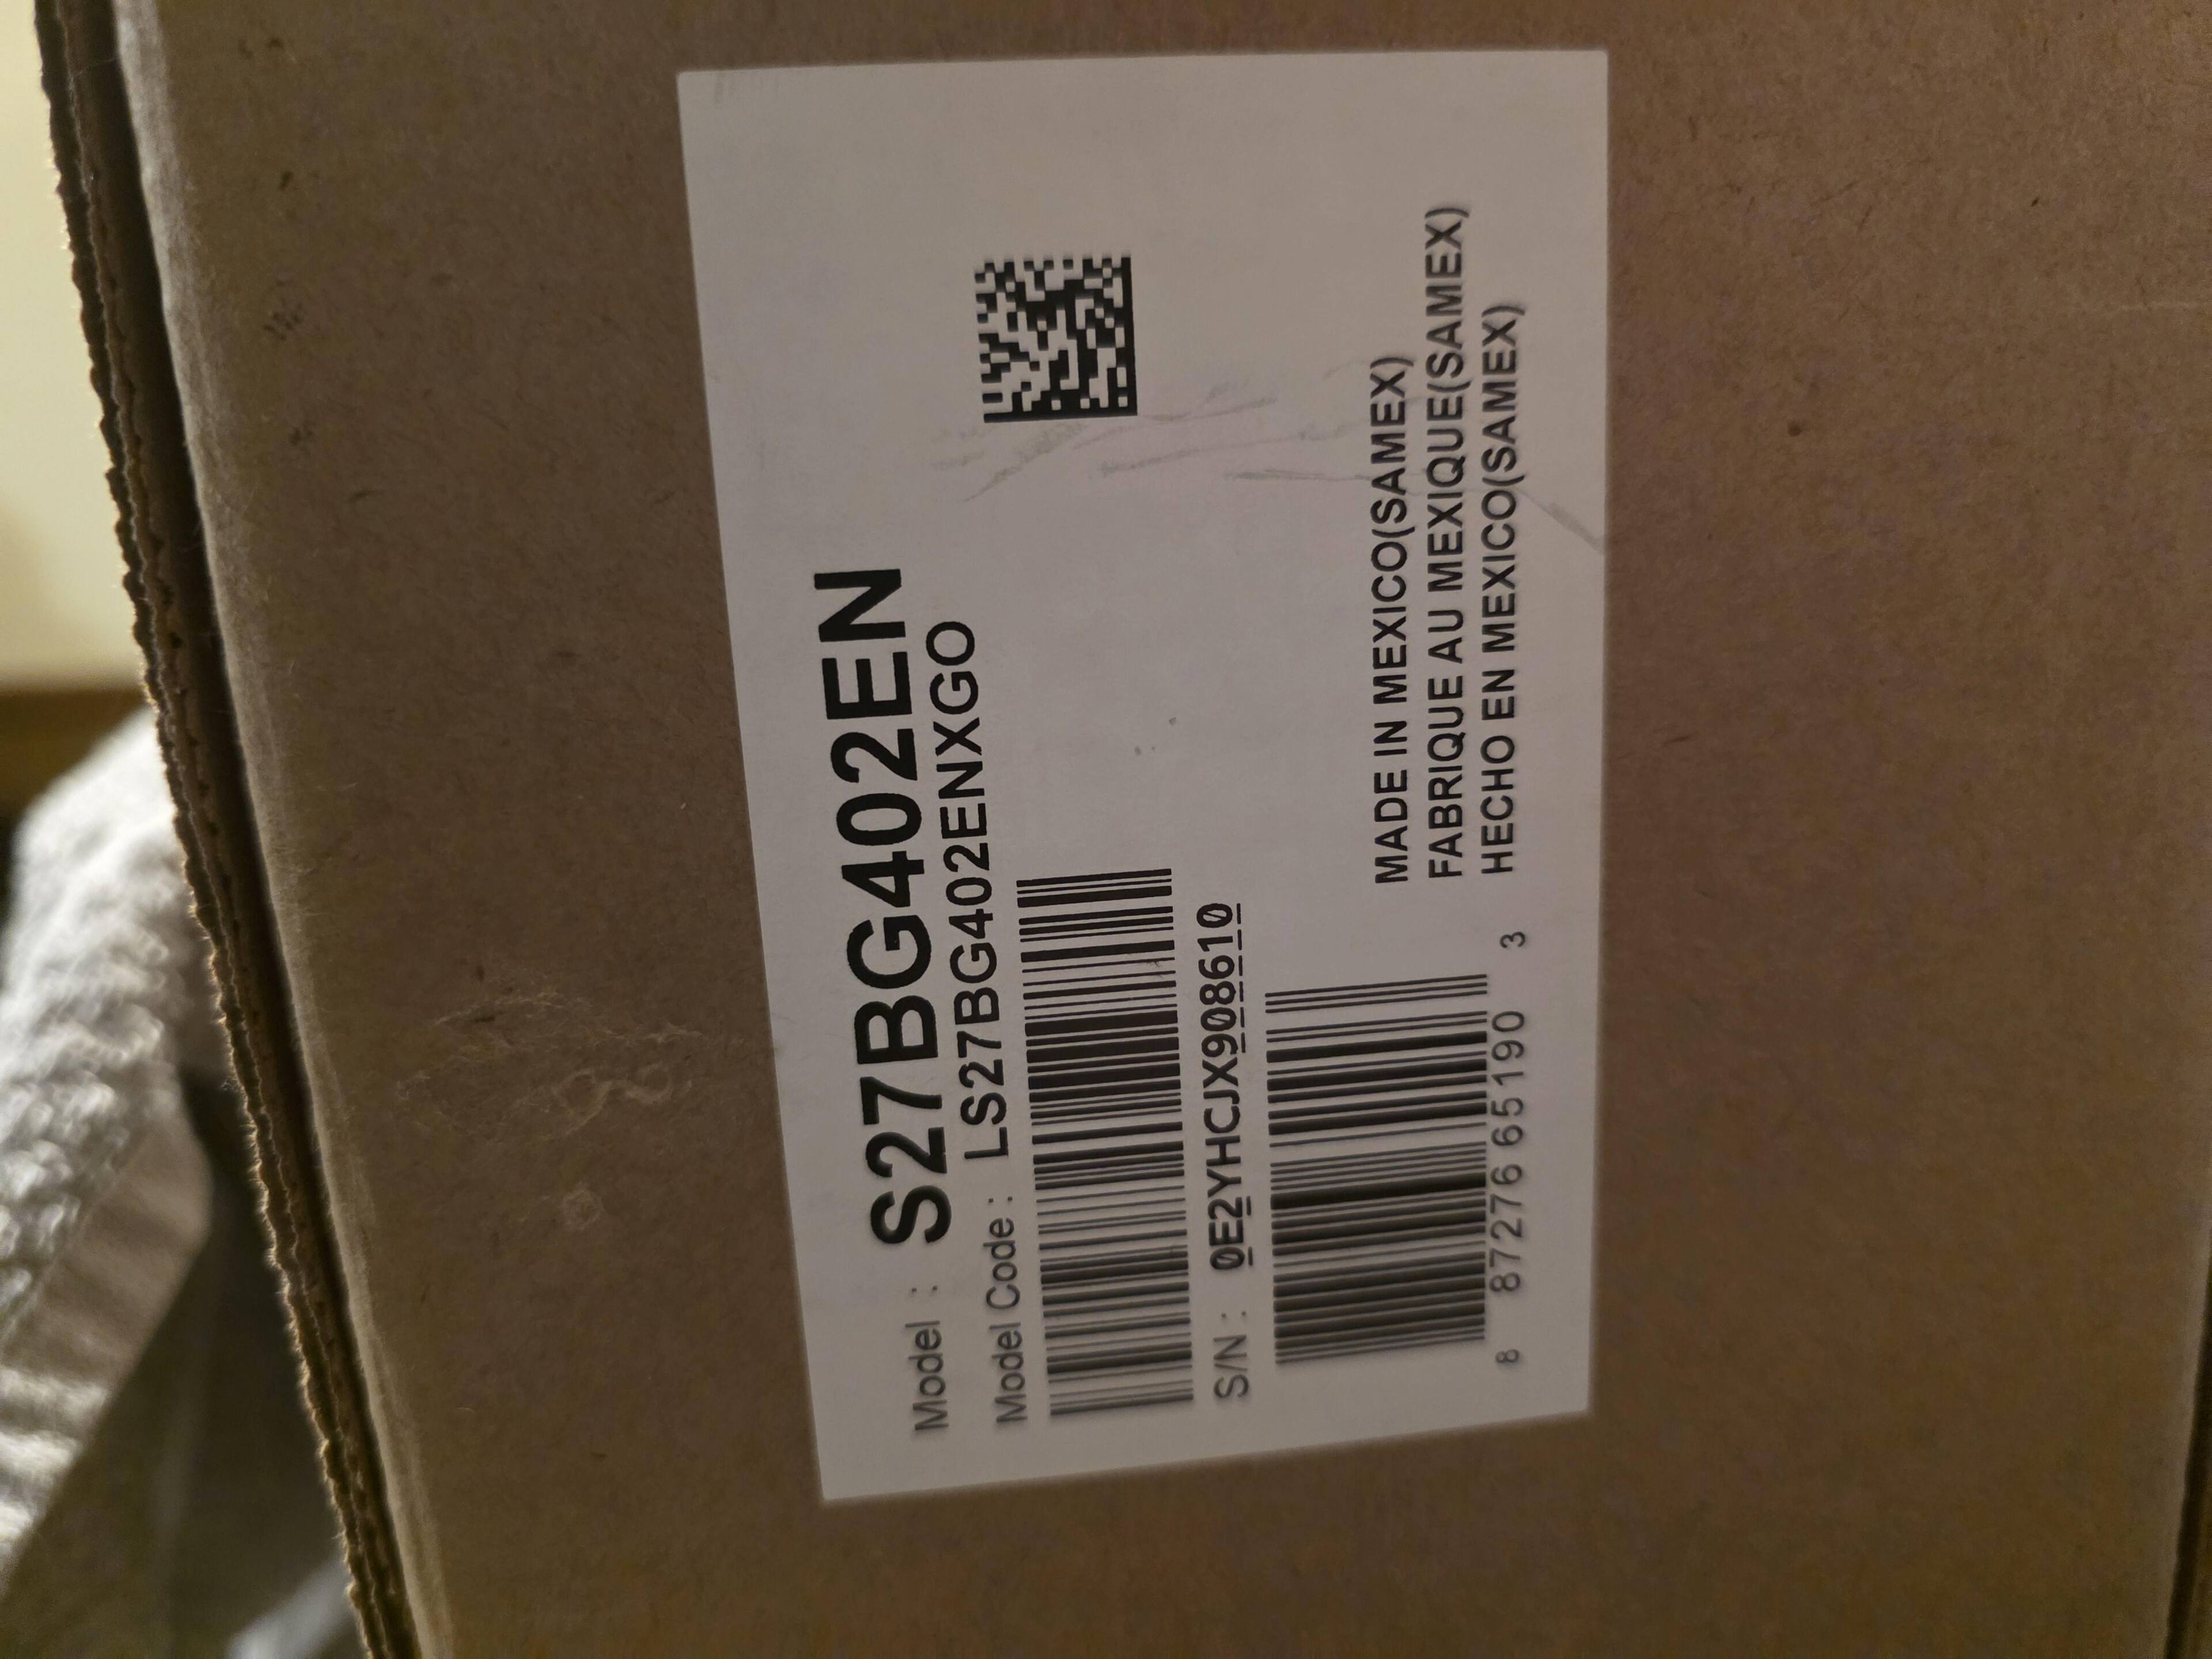 Model : S27BG402EN
Model Code : LS27BG402ENXGO
S/N : 0E2YHCJX908610
8 87276 65190 3
MADE IN MEXICO(SAMEX)
FABRIQUE AU MEXIQUE(SAMEX)
HECHO EN MEXICO(SAMEX)